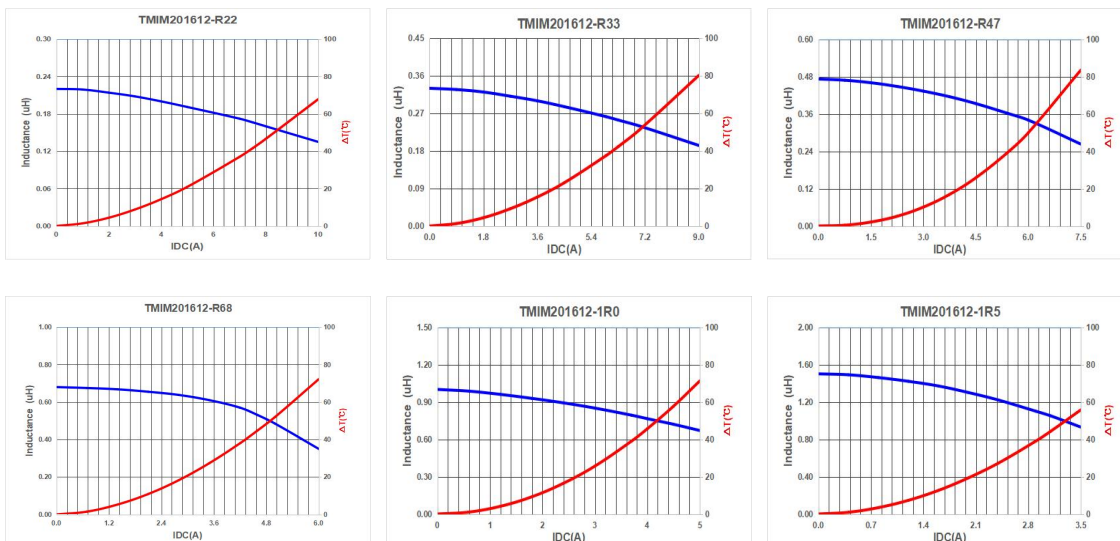 TMIM201612-R22
0.30
0.24
0.18
0.12
0.06
0.00
100
80
60
40
20
0
0 2 4 6 8 10
Inductance (uH)
ΔT(℃)
IDC(A)
TMIM201612-R33
0.45
0.36
0.27
0.18
0.09
0.00
100
80
60
40
20
0
0.0 1.8 3.6 5.4 7.2 9.0
Inductance (uH)
ΔT(℃)
IDC(A)
TMIM201612-R47
0.60
0.48
0.36
0.24
0.12
0.00
100
80
60
40
20
0
0.0 1.5 3.0 4.5 6.0 7.5
Inductance (uH)
ΔT(℃)
IDC(A)
TMIM201612-R68
1.00
0.80
0.60
0.40
0.20
0.00
100
80
60
40
20
0
0.0 1.2 2.4 3.6 4.8 6.0
Inductance (uH)
ΔT(℃)
IDC(A)
TMIM201612-1R0
1.50
1.20
0.90
0.60
0.30
0.00
100
80
60
40
20
0
0 1 2 3 4 5
Inductance (uH)
ΔT(℃)
IDC(A)
TMIM201612-1R5
2.00
1.60
1.20
0.80
0.40
0.00
100
80
60
40
20
0
0.0 0.7 1.4 2.1 2.8 3.5
Inductance (uH)
ΔT(℃)
IDC(A)